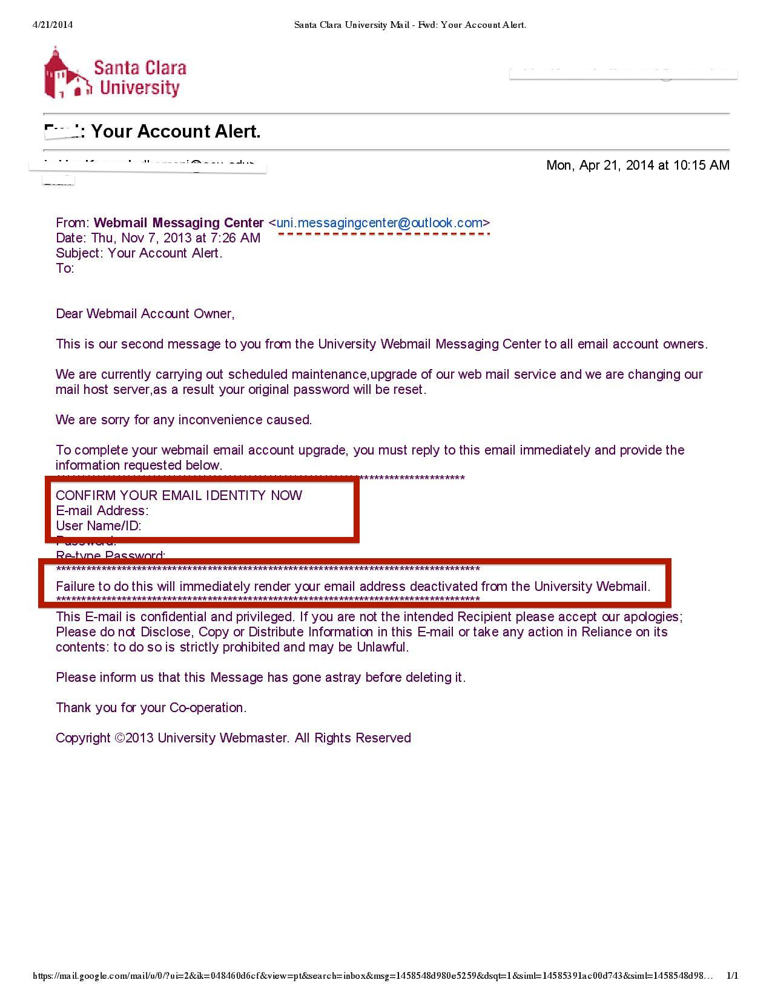 4/21/2014 Santa Clara University Mail - Fwd: Your Account Alert.
Santa Clara
University
: Your Account Alert.
Mon, Apr 21, 2014 at 10:15 AM
From: Webmail Messaging Center <uni.messagingcenter@outlook.com>
Date: Thu, Nov 7, 2013 at 7:26 AM
Subject: Your Account Alert.
To:
Dear Webmail Account Owner,
This is our second message to you from the University Webmail Messaging Center to all email account owners.
We are currently carrying out scheduled maintenance,upgrade of our web mail service and we are changing our
mail host server,as a result your original password will be reset.
We are sorry for any inconvenience caused.
To complete your webmail email account upgrade, you must reply to this email immediately and provide the
information requested below.
CONFIRM YOUR EMAIL IDENTITY NOW
E-mail Address:
User Name/ID:
Password:
Re-type Password:
************************************************************************************
Failure to do this will immediately render your email address deactivated from the University Webmail.
************************************************************************************
This E-mail is confidential and privileged. If you are not the intended Recipient please accept our apologies;
Please do not Disclose, Copy or Distribute Information in this E-mail or take any action in Reliance on its
contents: to do so is strictly prohibited and may be Unlawful.
Please inform us that this Message has gone astray before deleting it.
Thank you for your Co-operation.
Copyright ©2013 University Webmaster. All Rights Reserved
https://mail.google.com/mail/u/0/?ui=2&ik=048460d6cf&view=pt&search=inbox&msg=1458548d980e5259&dsqt=1&siml=14585391ac00d743&siml=1458548d98… 1/1